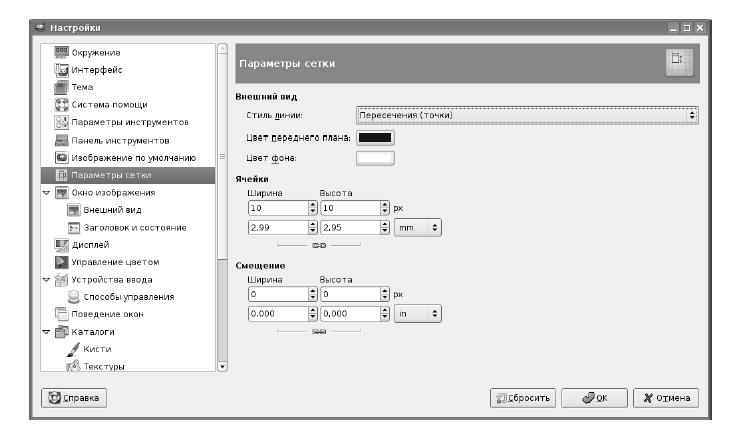 Настройки
Окружение
Интерфейс
Тема
Система помощи
Параметры инструментов
Панель инструментов
Изображение по умолчанию
Параметры сетки
Окно изображения
Внешний вид
Заголовок и состояние
Дисплей
Управление цветом
Устройства ввода
Способы управления
Поведение окон
Каталоги
Кисти
Текстуры
Параметры сетки
Внешний вид
Стиль линии: Пересечения (точки)
Цвет переднего плана:
Цвет фона:
Ячейки
Ширина Высота
10 10 px
2.99 2.95 mm
Смещение
Ширина Высота
0 0 px
0.000 0.000 in
Справка
Сбросить
OK
Отмена